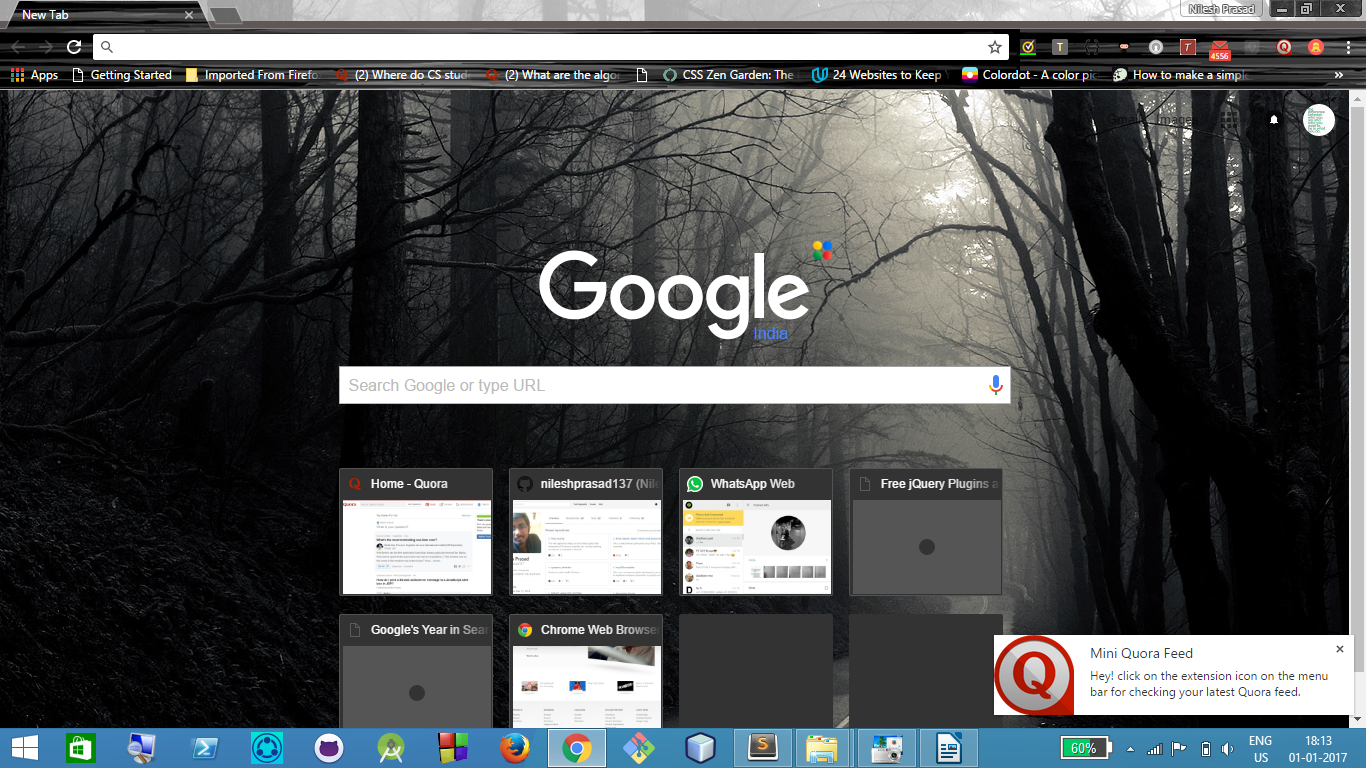 New Tab
Nilesh Prasad
4556
Apps
Getting Started
Imported From Firefo
(2) Where do CS stud
(2) What are the algor
CSS Zen Garden: The
24 Websites to Keep
Colordot - A color pic
How to make a simpl
Gmail Images
Google
India
Search Google or type URL
Home - Quora
nileshprasad137 (Nile
WhatsApp Web
Free jQuery Plugins a
Google's Year in Sear
Chrome Web Browse
Mini Quora Feed
Hey! click on the extension icon on the menu
bar for checking your latest Quora feed.
60%
ENG
US
18:13
01-01-2017